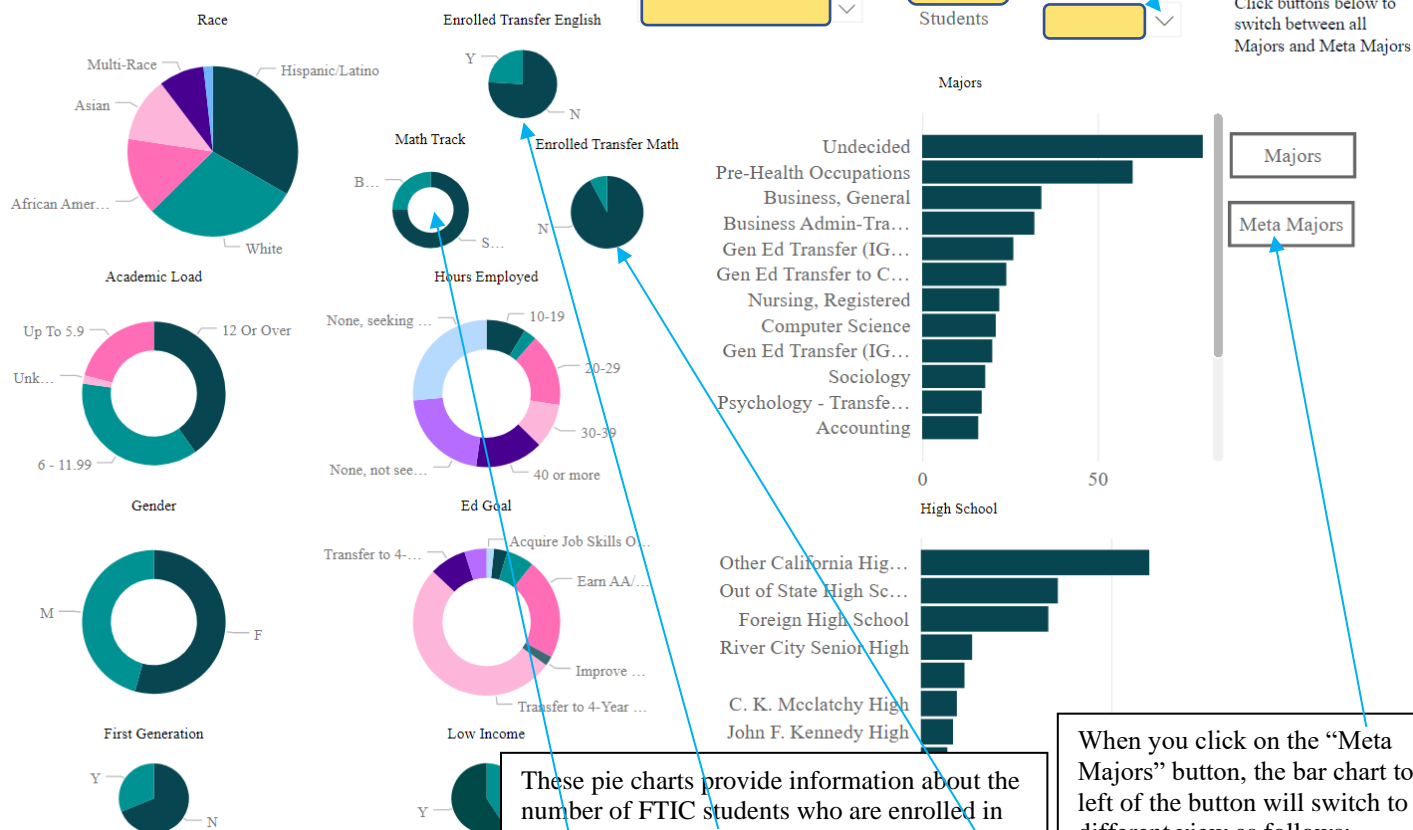 Race
Multi-Race
Hispanic/Latino
Asian
African Amer…
White
Enrolled Transfer English
Y
N
Math Track
B…
S…
Enrolled Transfer Math
N
Students
Click buttons below to
switch between all
Majors and Meta Majors
Majors
Undecided
Pre-Health Occupations
Business, General
Business Admin-Tra…
Gen Ed Transfer (IG…
Gen Ed Transfer to C…
Nursing, Registered
Computer Science
Gen Ed Transfer (IG…
Sociology
Psychology - Transfe…
Accounting
0
50
Majors
Meta Majors
Academic Load
Up To 5.9
12 Or Over
Unk…
6 - 11.99
Hours Employed
None, seeking …
10-19
20-29
30-39
None, not see…
40 or more
Gender
M
F
Ed Goal
Transfer to 4-…
Acquire Job Skills O…
Earn AA/…
Improve …
Transfer to 4-Year …
High School
Other California Hig…
Out of State High Sc…
Foreign High School
River City Senior High
C. K. Mcclatchy High
John F. Kennedy High
First Generation
Y
N
Low Income
Y
These pie charts provide information about the
number of FTIC students who are enrolled in
When you click on the “Meta
Majors” button, the bar chart to
left of the button will switch to
different view as follows: